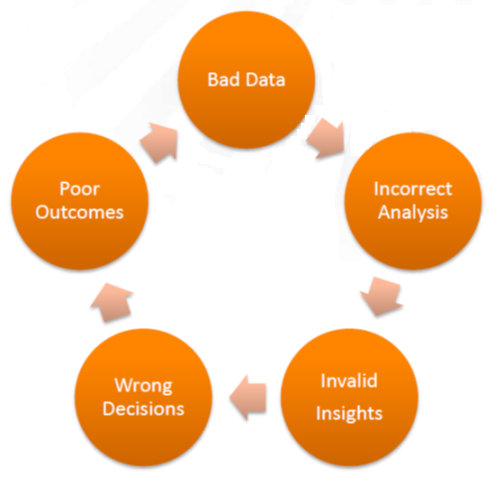 Bad Data
Incorrect
Analysis
Invalid
Insights
Wrong
Decisions
Poor
Outcomes